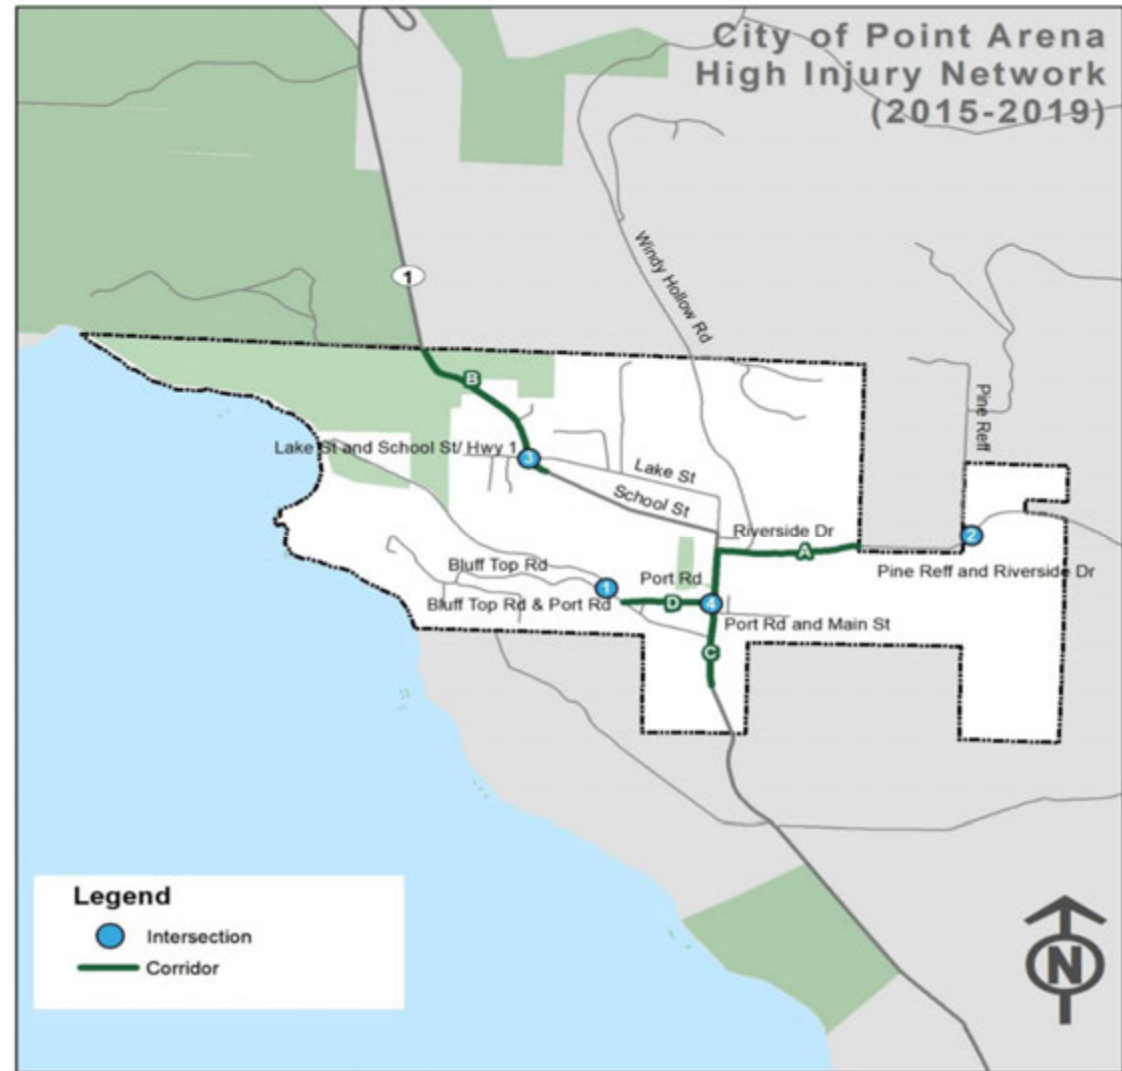 City of Point Arena
High Injury Network
(2015-2019)
1
Windy Hollow Rd
B
Pine Reff
Lake St and School St/ Hwy 1
3
Lake St
School St
Riverside Dr
A
2
Pine Reff and Riverside Dr
Bluff Top Rd
1
Port Rd
Bluff Top Rd & Port Rd
D
4
Port Rd and Main St
C
Legend
Intersection
Corridor
N